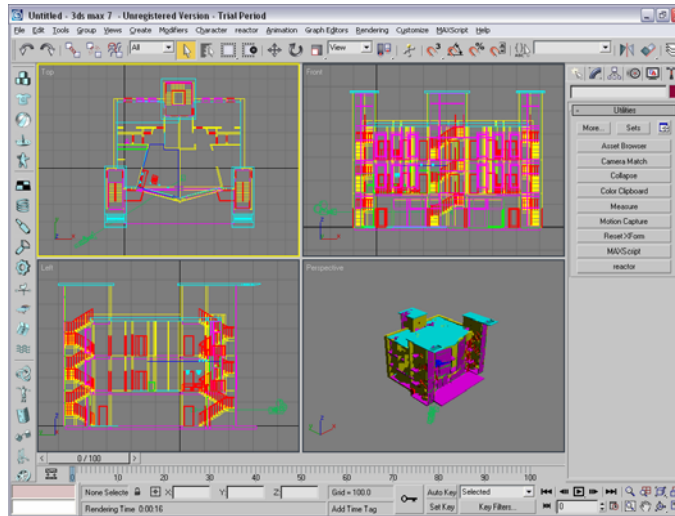 Untitled - 3ds max 7 - Unregistered Version - Trial Period
File Edit Tools Group Views Create Modifiers Character reactor Animation Graph Editors Rendering Customize MAXScript Help
All View
Top
Front
Left
Perspective
- Utilities
More... Sets
Asset Browser
Camera Match
Collapse
Color Clipboard
Measure
Motion Capture
Reset XForm
MAXScript
reactor
< 0 / 100 >
0 10 20 30 40 50 60 70 80 90 100
None Selecte X: Y: Z: Grid = 100.0 Auto Key Selected
Rendering Time 0:00:16 Add Time Tag Set Key Key Filters... 0